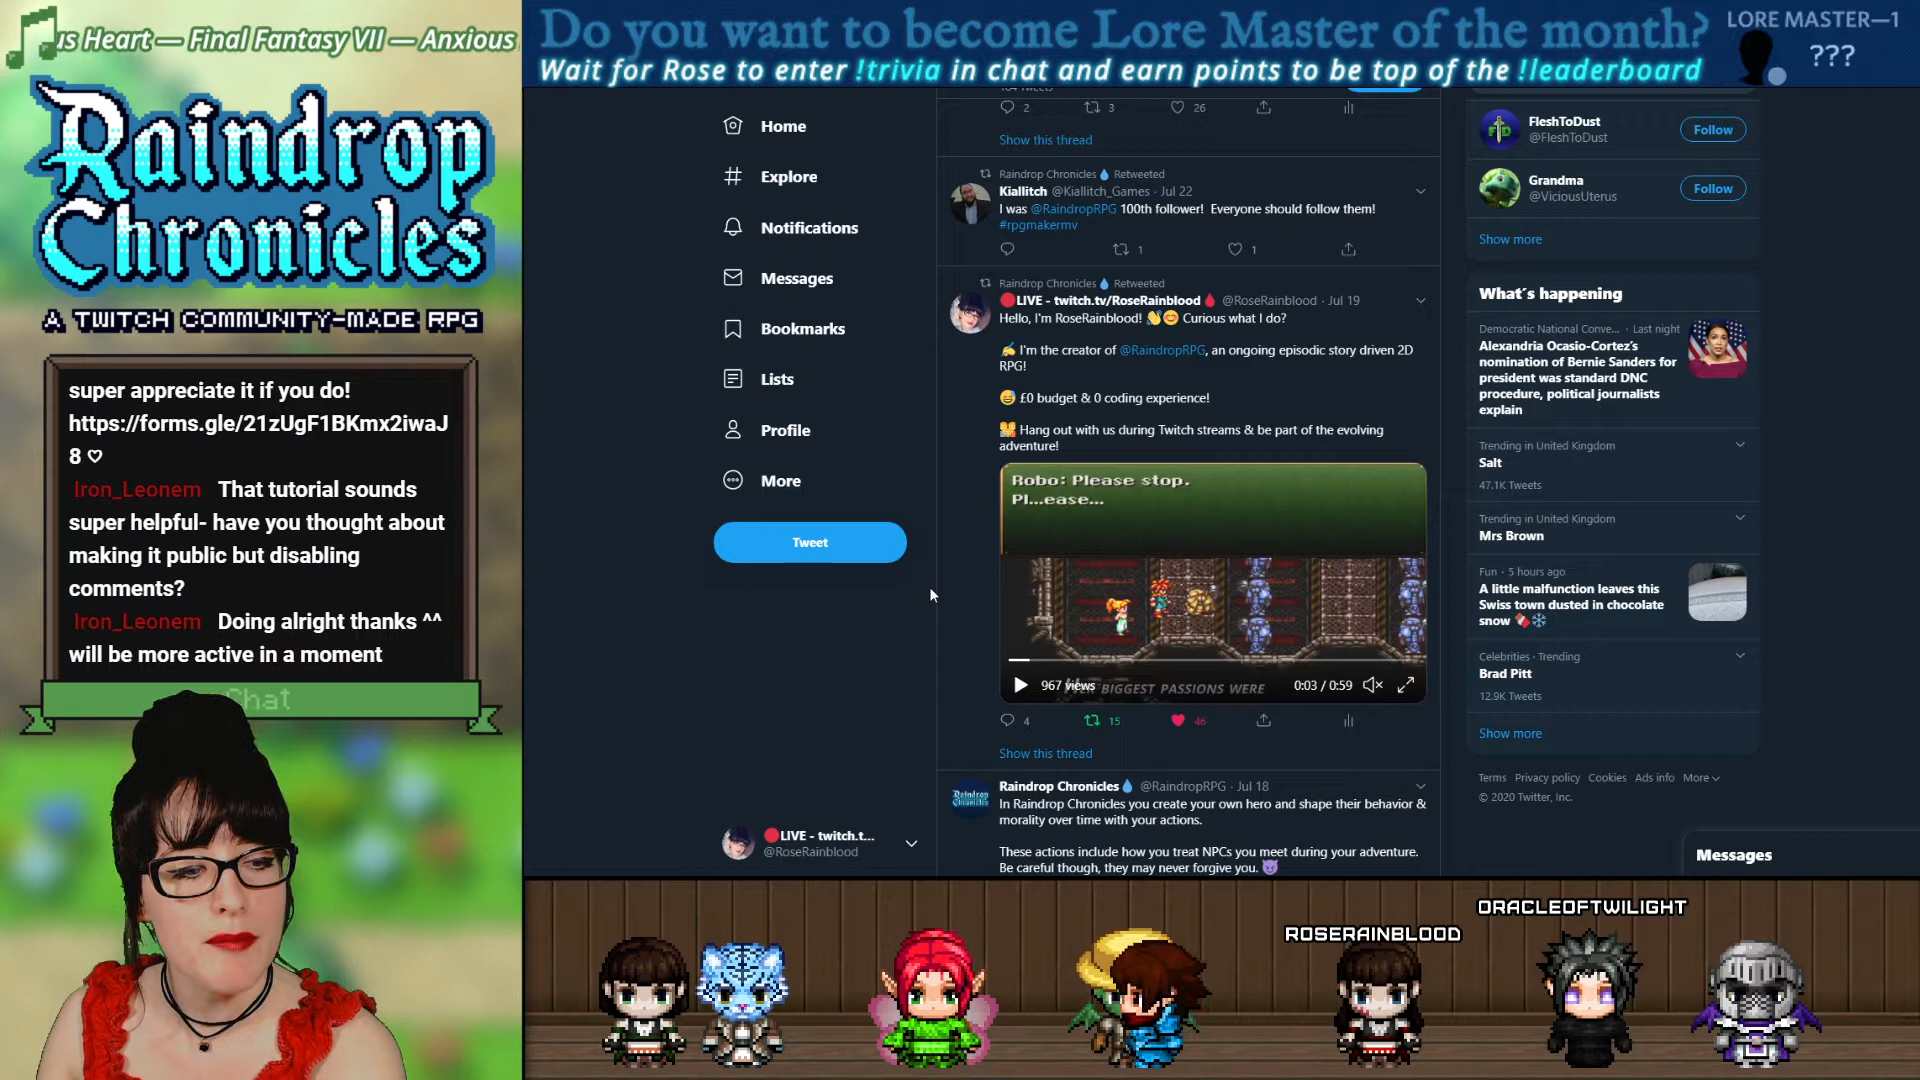 us Heart — Final Fantasy VII — Anxious
Raindrop
Chronicles
A TWITCH COMMUNITY-MADE RPG
super appreciate it if you do!
https://forms.gle/21zUgF1BKmx2iwaJ
8 ♡
Iron_Leonem That tutorial sounds
super helpful- have you thought about
making it public but disabling
comments?
Iron_Leonem Doing alright thanks ^^
will be more active in a moment
Chat
Do you want to become Lore Master of the month?
Wait for Rose to enter !trivia in chat and earn points to be top of the !leaderboard
LORE MASTER—1
???
Home
Explore
Notifications
Messages
Bookmarks
Lists
Profile
More
Tweet
🔴LIVE - twitch.t...
@RoseRainblood
2 3 26
Show this thread
Raindrop Chronicles💧 Retweeted
Kiallitch @Kiallitch_Games · Jul 22
I was @RaindropRPG 100th follower! Everyone should follow them!
#rpgmakermv
1 1
Raindrop Chronicles💧 Retweeted
🔴LIVE - twitch.tv/RoseRainblood🩸 @RoseRainblood · Jul 19
Hello, I'm RoseRainblood! 👋😊 Curious what I do?
✍ I'm the creator of @RaindropRPG, an ongoing episodic story driven 2D
RPG!
😅 £0 budget & 0 coding experience!
Hang out with us during Twitch streams & be part of the evolving
adventure!
Robo: Please stop.
Pl...ease...
967 views
BIGGEST PASSIONS WERE
0:03 / 0:59
4 15 46
Show this thread
Raindrop Chronicles💧 @RaindropRPG · Jul 18
In Raindrop Chronicles you create your own hero and shape their behavior &
morality over time with your actions.
These actions include how you treat NPCs you meet during your adventure.
Be careful though, they may never forgive you. 😈
FleshToDust
@FleshToDust
Follow
Grandma
@ViciousUterus
Follow
Show more
What's happening
Democratic National Conve... · Last night
Alexandria Ocasio-Cortez's
nomination of Bernie Sanders for
president was standard DNC
procedure, political journalists
explain
Trending in United Kingdom
Salt
47.1K Tweets
Trending in United Kingdom
Mrs Brown
Fun · 5 hours ago
A little malfunction leaves this
Swiss town dusted in chocolate
snow 🍫❄
Celebrities · Trending
Brad Pitt
12.9K Tweets
Show more
Terms Privacy policy Cookies Ads info More
© 2020 Twitter, Inc.
Messages
ROSERAINBLOOD
ORACLEOFTWILIGHT